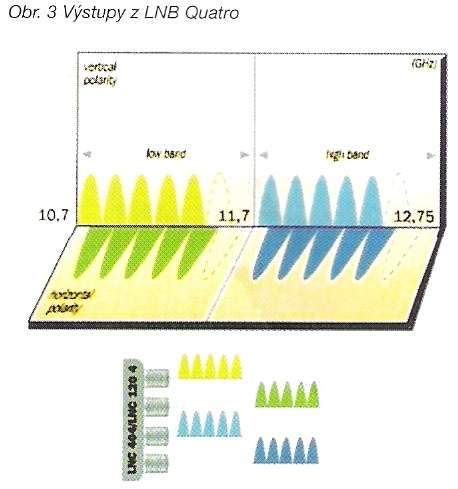 Obr. 3 Výstupy z LNB Quatro
vertical
polarity
(GHz)
low band
high band
10,7
11,7
12,75
horizontal
polarity
LNC 404/LNC 120 4